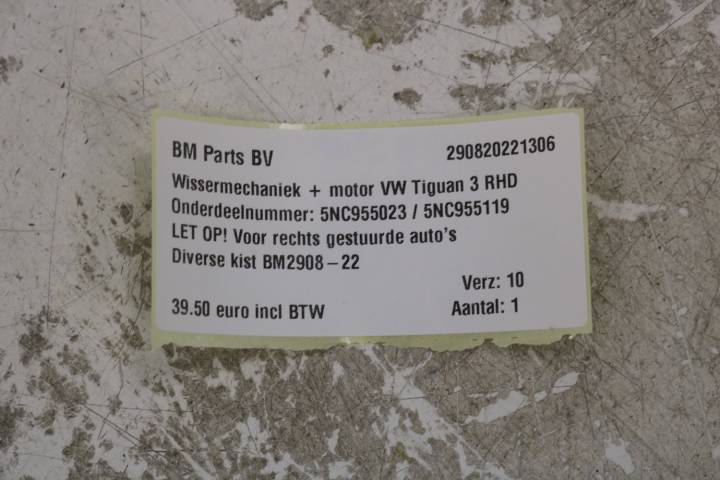 BM Parts BV 290820221306
Wissermechaniek + motor VW Tiguan 3 RHD
Onderdeelnummer: 5NC955023 / 5NC955119
LET OP! Voor rechts gestuurde auto's
Diverse kist BM2908-22
Verz: 10
39.50 euro incl BTW Aantal: 1